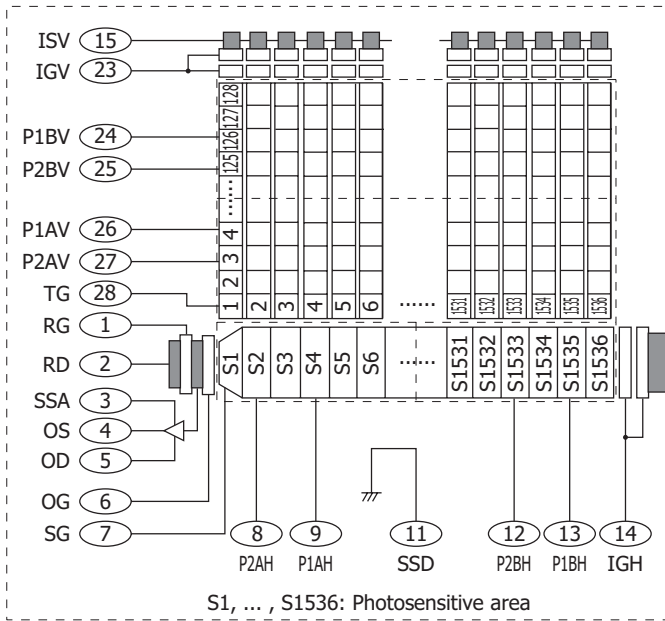 ISV 15
IGV 23
P1BV 24
P2BV 25
P1AV 26
P2AV 27
TG 28
RG 1
RD 2
SSA 3
OS 4
OD 5
OG 6
SG 7
128
127
126
125
......
4
3
2
1 2 3 4 5 6 ...... 1531 1532 1533 1534 1535 1536
S1 S2 S3 S4 S5 S6 ...... S1531 S1532 S1533 S1534 S1535 S1536
8 9 11 12 13 14
P2AH P1AH SSD P2BH P1BH IGH
S1, ... , S1536: Photosensitive area